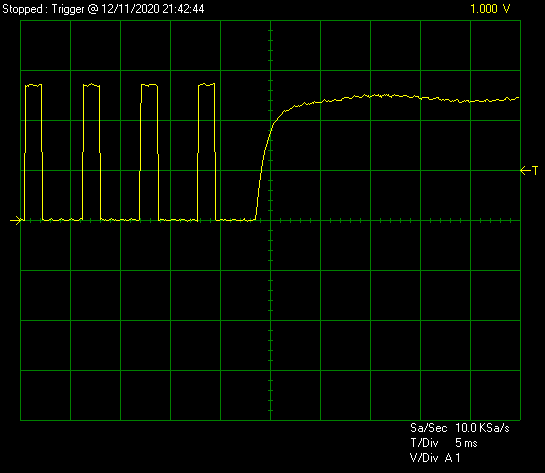 Stopped : Trigger @ 12/11/2020 21:42:44
1.000 V
T
Sa/Sec 10.0 KSa/s
T/Div 5 ms
V/Div A 1